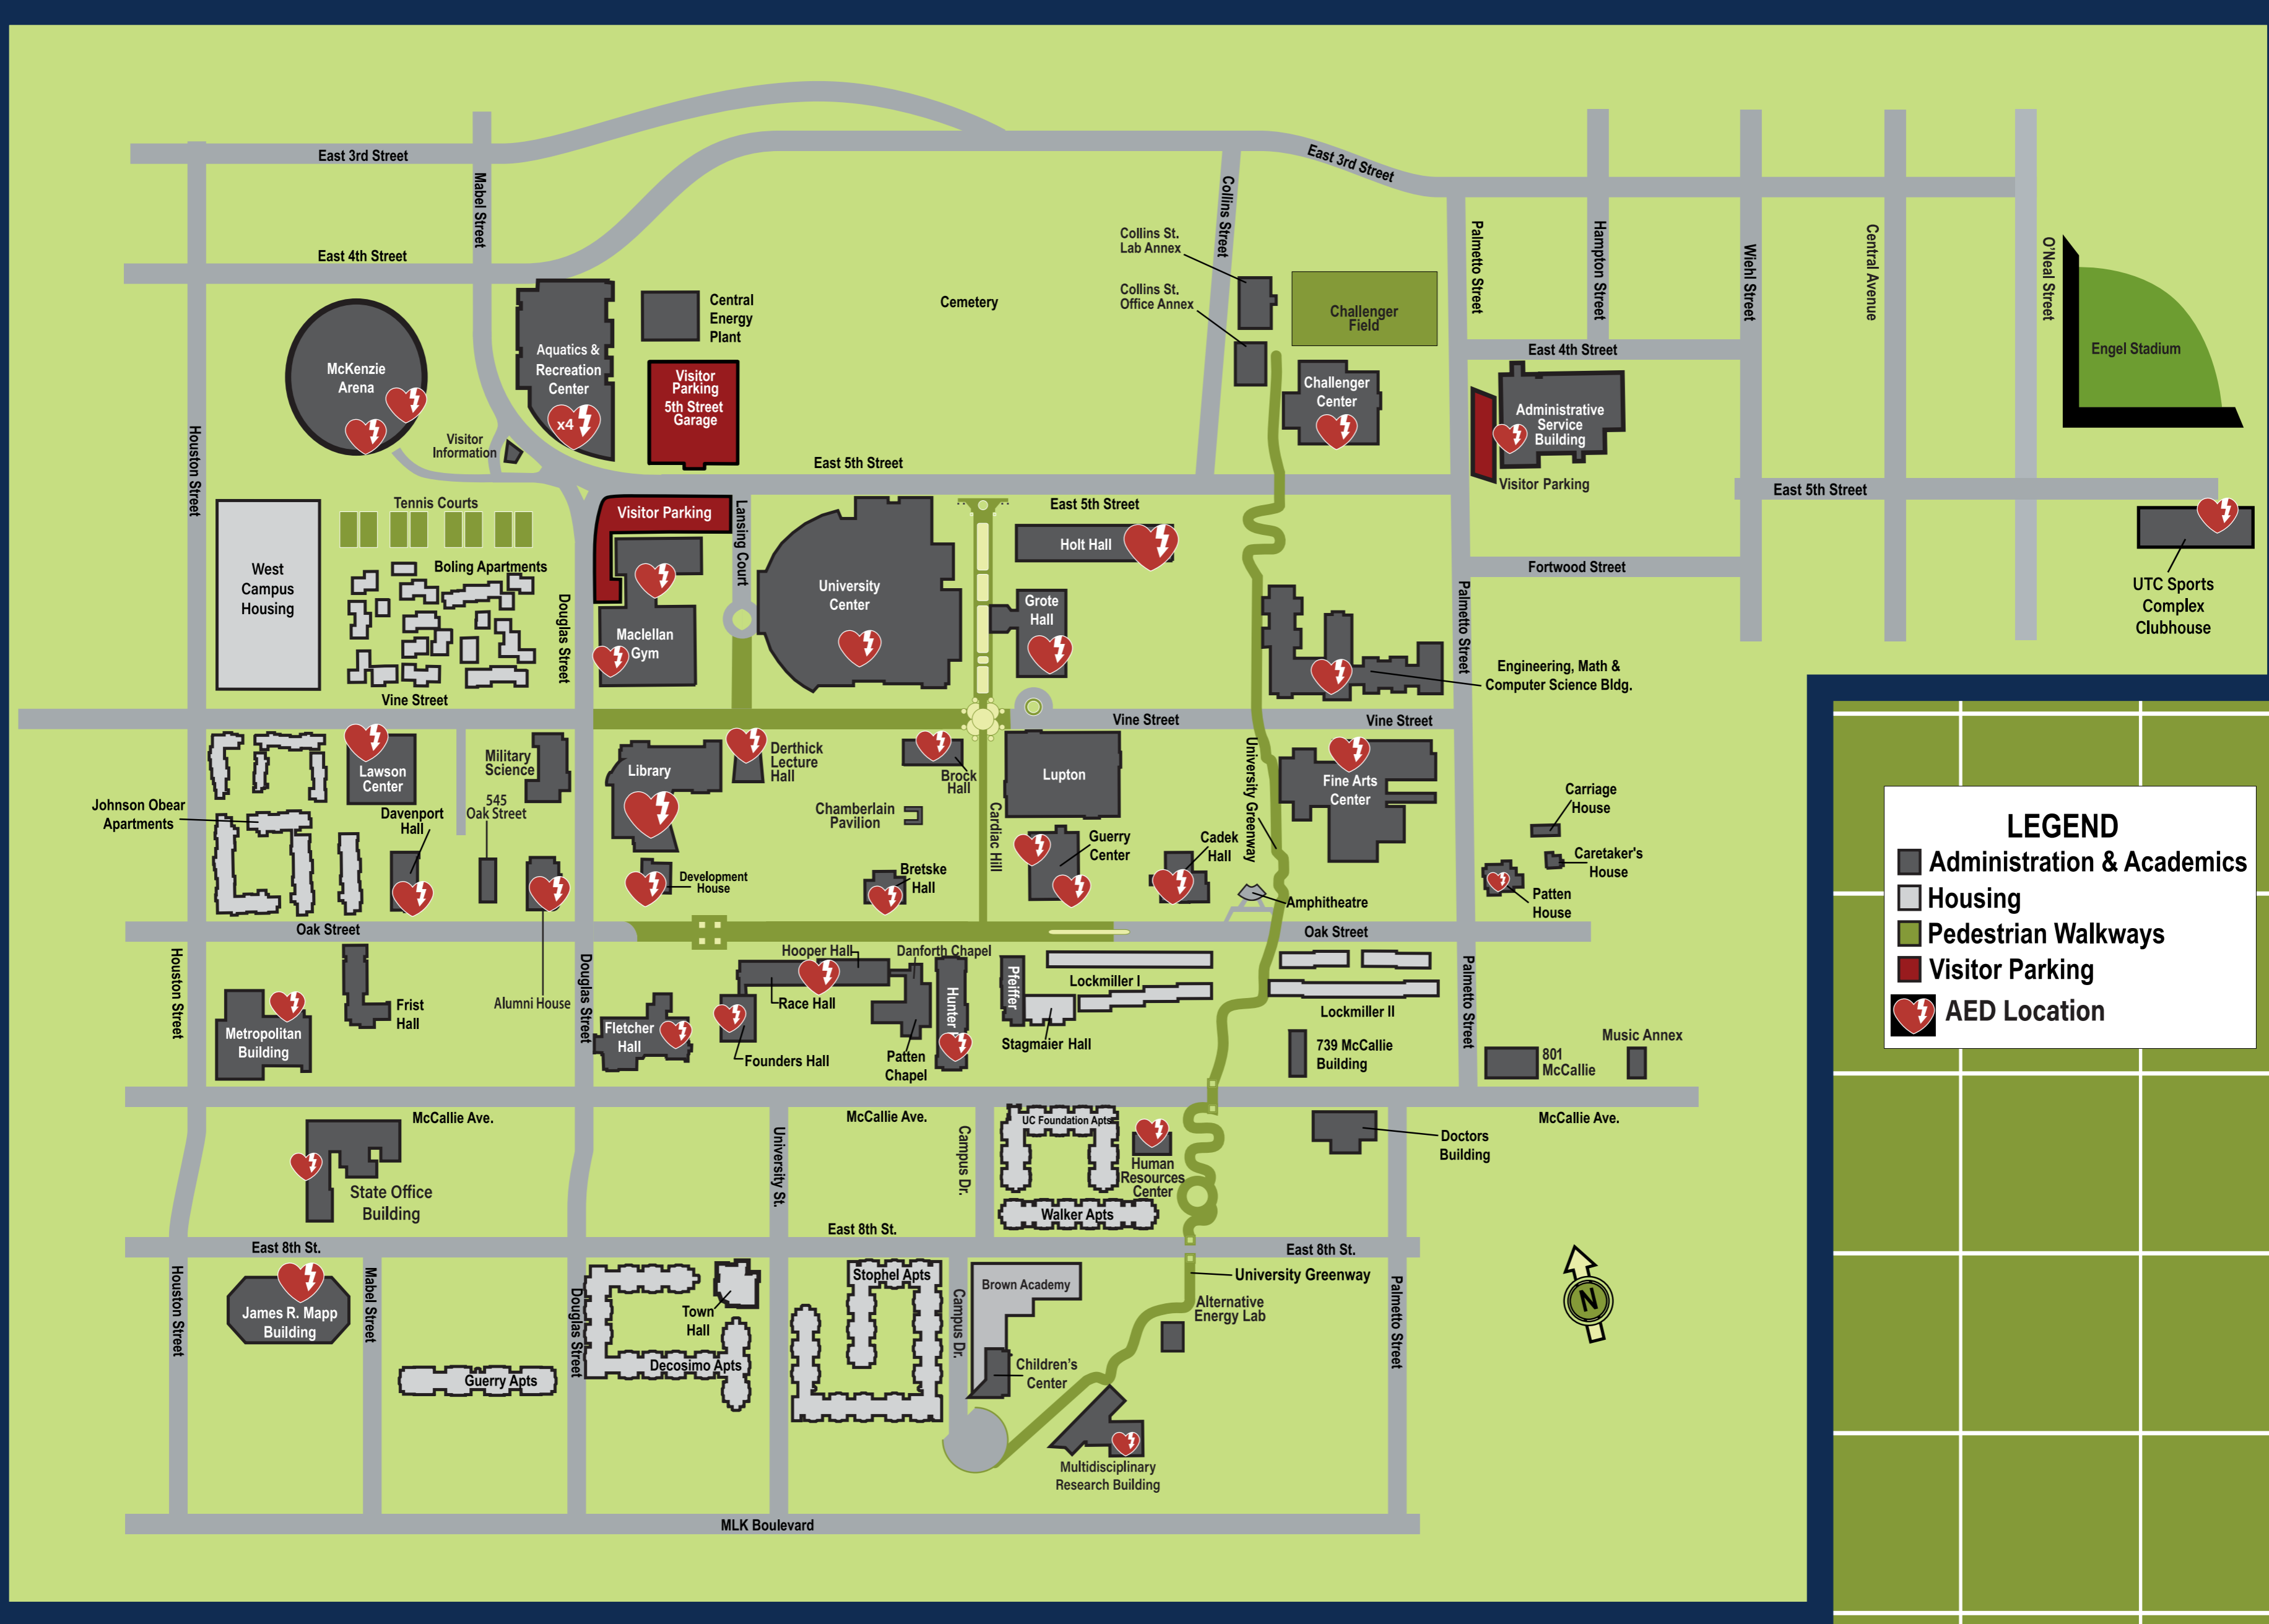 East 3rd Street
East 3rd Street
Mabel Street
Collins Street
Palmetto Street
Hampton Street
Wiehl Street
Central Avenue
O'Neal Street
East 4th Street
Collins St.
Lab Annex
Collins St.
Office Annex
Central
Energy
Plant
Cemetery
Challenger
Field
East 4th Street
Engel Stadium
McKenzie
Arena
Aquatics &
Recreation
Center
x4
Visitor
Parking
5th Street
Garage
Challenger
Center
Administrative
Service
Building
Houston Street
Visitor
Information
East 5th Street
Visitor Parking
East 5th Street
Tennis Courts
Visitor Parking
Lansing Court
East 5th Street
Holt Hall
West
Campus
Housing
Boling Apartments
Douglas Street
University
Center
Grote
Hall
Fortwood Street
Palmetto Street
UTC Sports
Complex
Clubhouse
Maclellan
Gym
Engineering, Math &
Computer Science Bldg.
Vine Street
Vine Street
Vine Street
Lawson
Center
Military
Science
Library
Derthick
Lecture
Hall
Brock
Hall
Lupton
University Greenway
Fine Arts
Center
Johnson Obear
Apartments
Davenport
Hall
545
Oak Street
Chamberlain
Pavilion
Cardiac Hill
Guerry
Center
Cadek
Hall
Carriage
House
Caretaker's
House
Development
House
Bretske
Hall
Amphitheatre
Patten
House
LEGEND
Administration & Academics
Housing
Pedestrian Walkways
Visitor Parking
AED Location
Oak Street
Oak Street
Houston Street
Alumni House
Douglas Street
Hooper Hall
Danforth Chapel
Race Hall
Hunter
Pfeiffer
Lockmiller I
Lockmiller II
Palmetto Street
Frist
Hall
Metropolitan
Building
Fletcher
Hall
Founders Hall
Patten
Chapel
Stagmaier Hall
739 McCallie
Building
801
McCallie
Music Annex
McCallie Ave.
McCallie Ave.
McCallie Ave.
University St.
Campus Dr.
UC Foundation Apts
Human
Resources
Center
Doctors
Building
State Office
Building
Walker Apts
East 8th St.
East 8th St.
East 8th St.
Houston Street
James R. Mapp
Building
Mabel Street
Douglas Street
Town
Hall
Decosimo Apts
Guerry Apts
Stophel Apts
Campus Dr.
Brown Academy
University Greenway
Alternative
Energy Lab
Children's
Center
Palmetto Street
N
Multidisciplinary
Research Building
MLK Boulevard